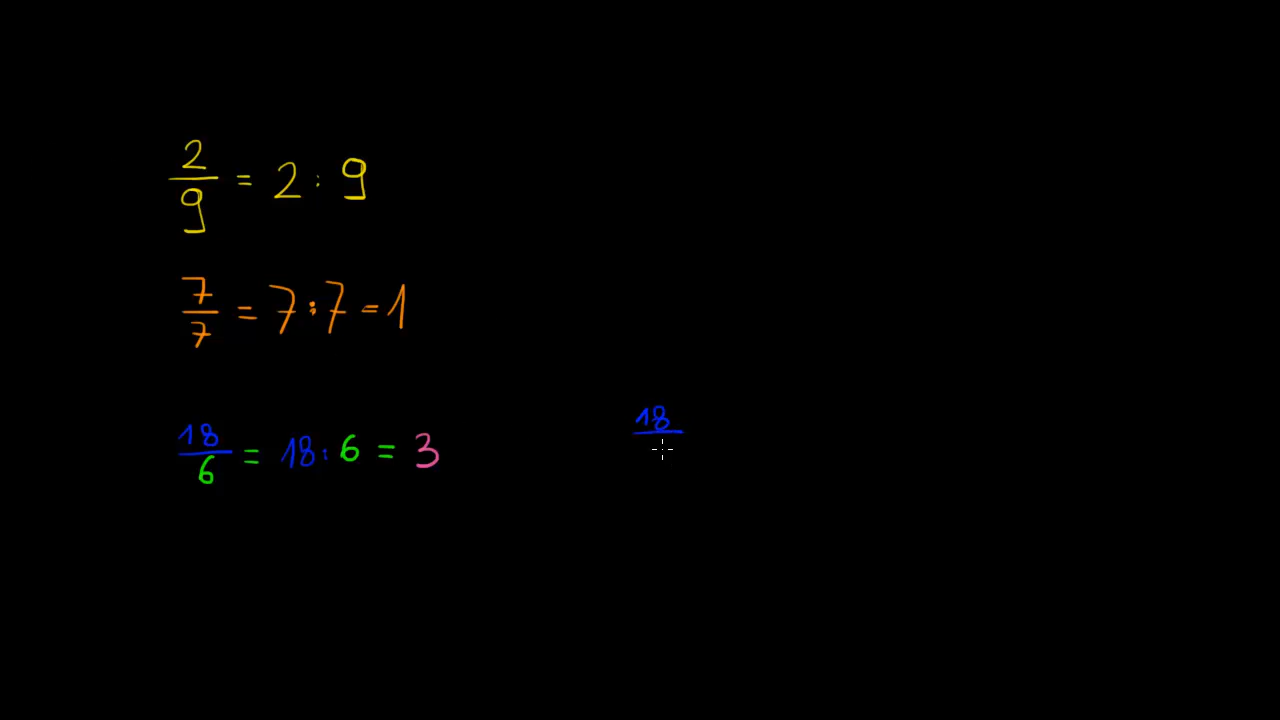 2/9 = 2 : 9
7/7 = 7 : 7 = 1
18/6 = 18 : 6 = 3
18/